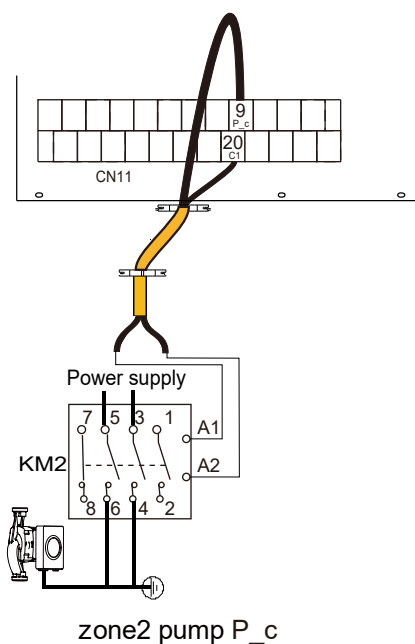 9
P_c
20
C1
CN11
Power supply
7 5 3 1
A1
KM2
A2
8 6 4 2
zone2 pump P_c